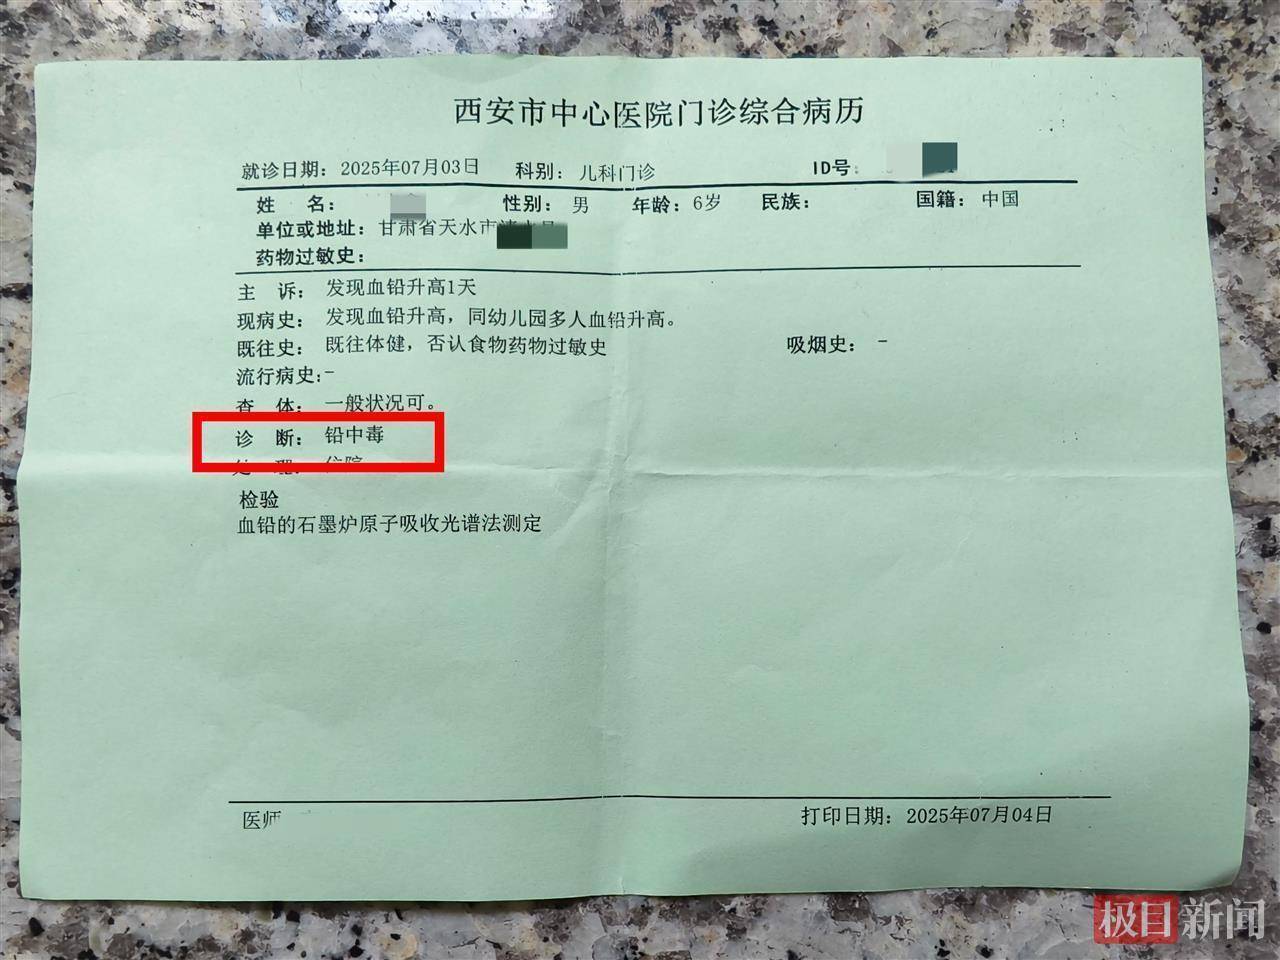 西安市中心医院门诊综合病历
就诊日期：2025年07月03日 科别：儿科门诊 ID号：
姓 名： 性别：男 年龄：6岁 民族： 国籍：中国
单位或地址：甘肃省天水市
药物过敏史：
主 诉：发现血铅升高1天
现病史：发现血铅升高，同幼儿园多人血铅升高。
既往史：既往体健，否认食物药物过敏史 吸烟史：-
流行病史:-
查 体：一般状况可。
诊 断：铅中毒
处 理：住院
检验
血铅的石墨炉原子吸收光谱法测定
医师 打印日期：2025年07月04日
极目新闻